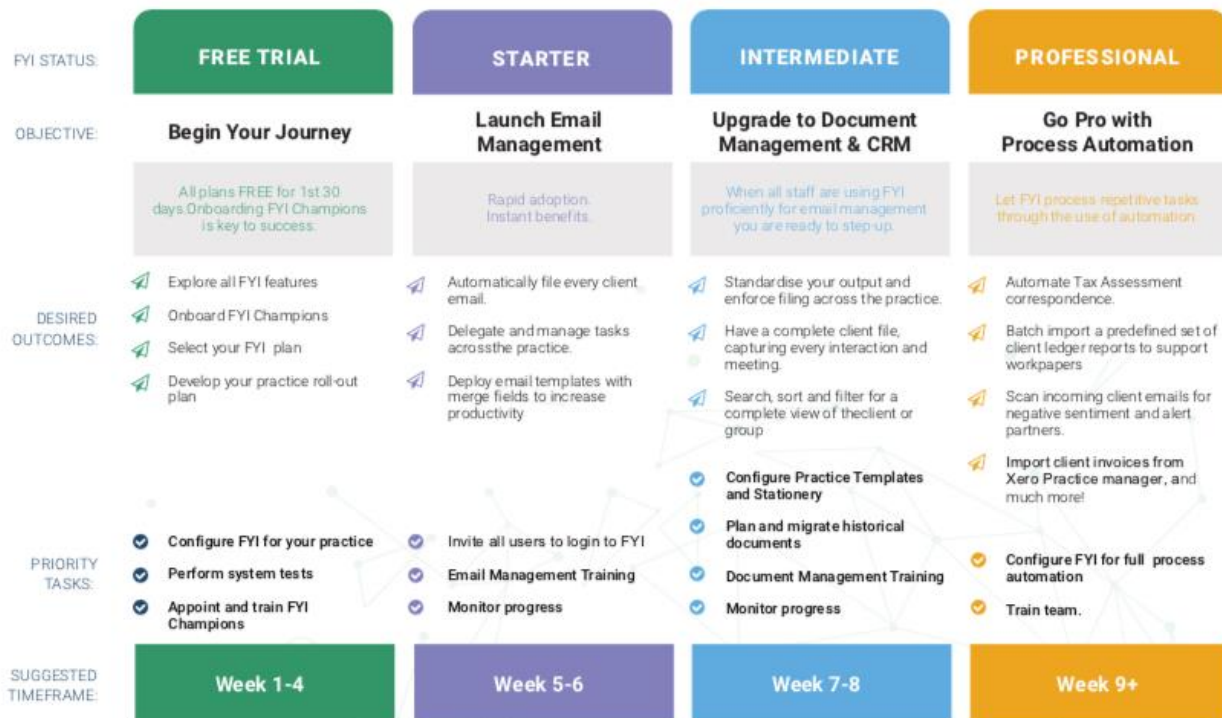 FYI STATUS:
FREE TRIAL
STARTER
INTERMEDIATE
PROFESSIONAL
OBJECTIVE:
Begin Your Journey
Launch Email
Management
Upgrade to Document
Management & CRM
Go Pro with
Process Automation
All plans FREE for 1st 30
days.Onboarding FYI Champions
is key to success.
Rapid adoption.
Instant benefits.
When all staff are using FYI
proficiently for email management
you are ready to step-up.
Let FYI process repetitive tasks
through the use of automation.
DESIRED
OUTCOMES:
Explore all FYI features
Onboard FYI Champions
Select your FYI plan
Develop your practice roll-out
plan
Automatically file every client
email.
Delegate and manage tasks
acrossthe practice.
Deploy email templates with
merge fields to increase
productivity
Standardise your output and
enforce filing across the practice.
Have a complete client file,
capturing every interaction and
meeting.
Search, sort and filter for a
complete view of theclient or
group
Automate Tax Assessment
correspondence.
Batch import a predefined set of
client ledger reports to support
workpapers
Scan incoming client emails for
negative sentiment and alert
partners.
Import client invoices from
Xero Practice manager, and
much more!
PRIORITY
TASKS:
Configure FYI for your practice
Perform system tests
Appoint and train FYI
Champions
Invite all users to login to FYI
Email Management Training
Monitor progress
Configure Practice Templates
and Stationery
Plan and migrate historical
documents
Document Management Training
Monitor progress
Configure FYI for full process
automation
Train team.
SUGGESTED
TIMEFRAME:
Week 1-4
Week 5-6
Week 7-8
Week 9+